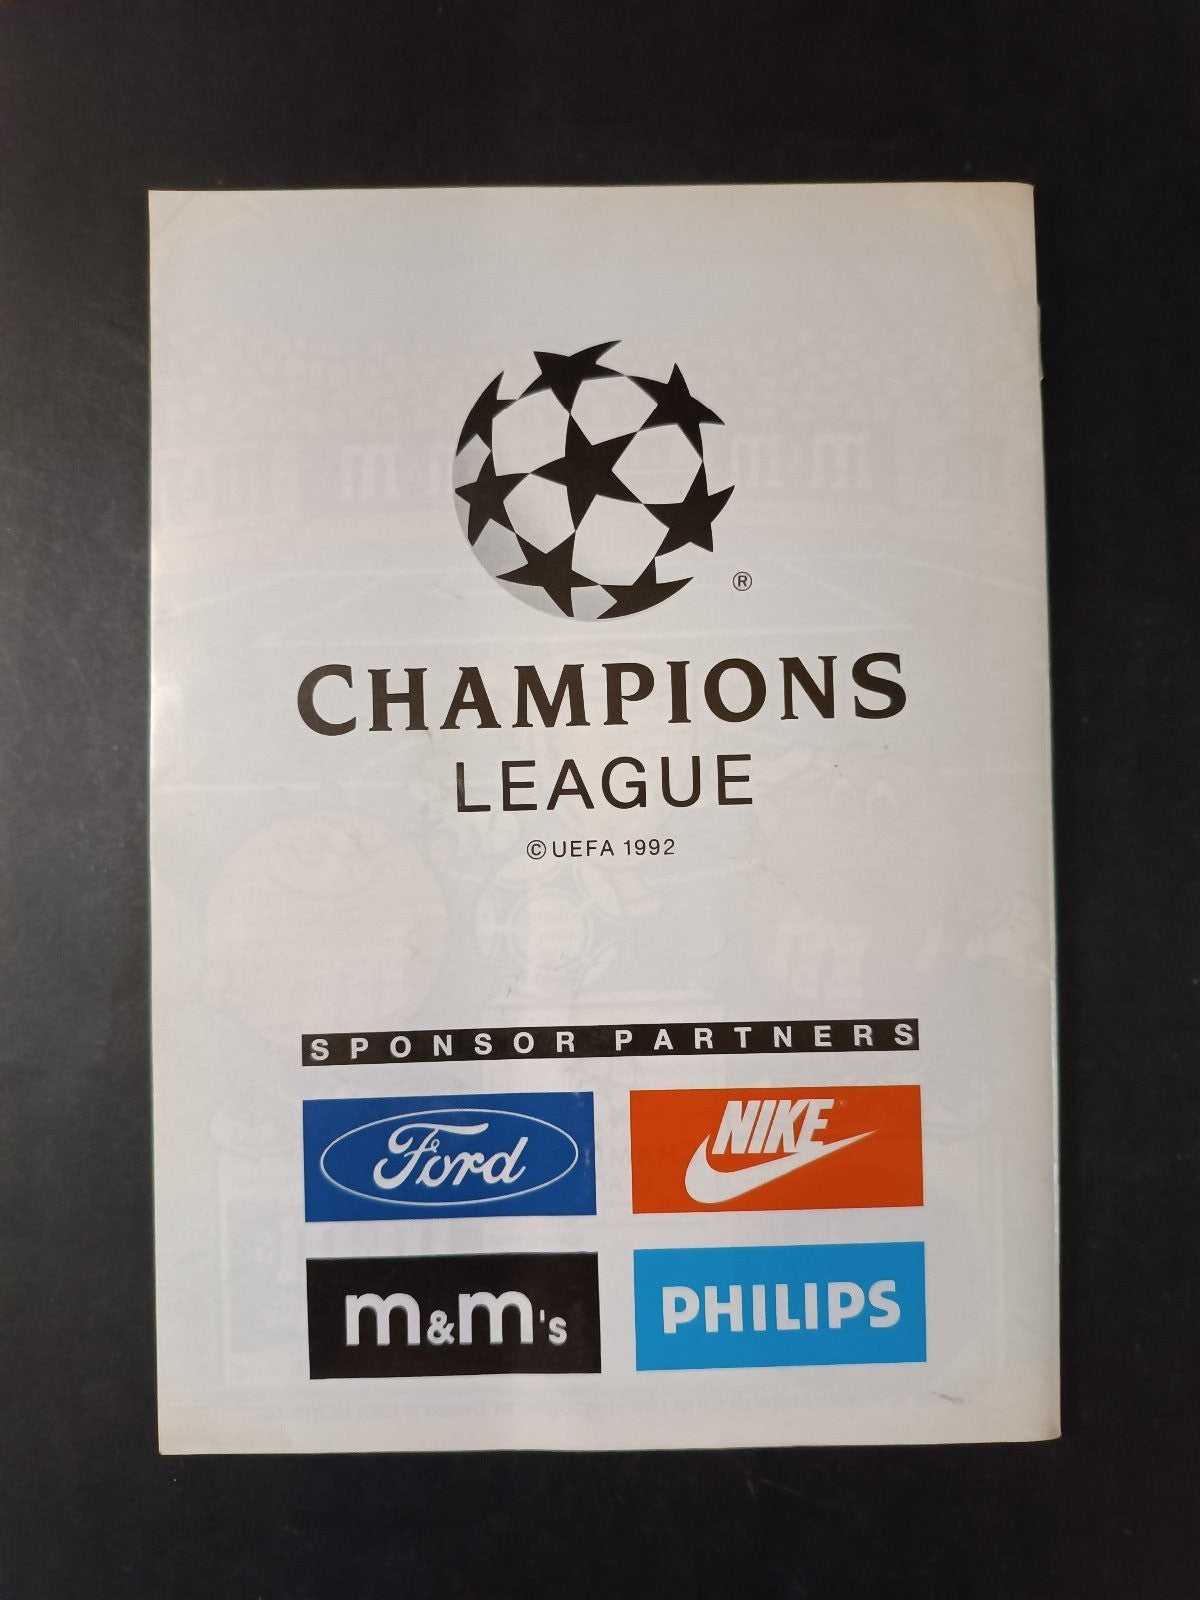 ®
CHAMPIONS
LEAGUE
© UEFA 1992
SPONSOR PARTNERS
Ford
NIKE
m&m's
PHILIPS